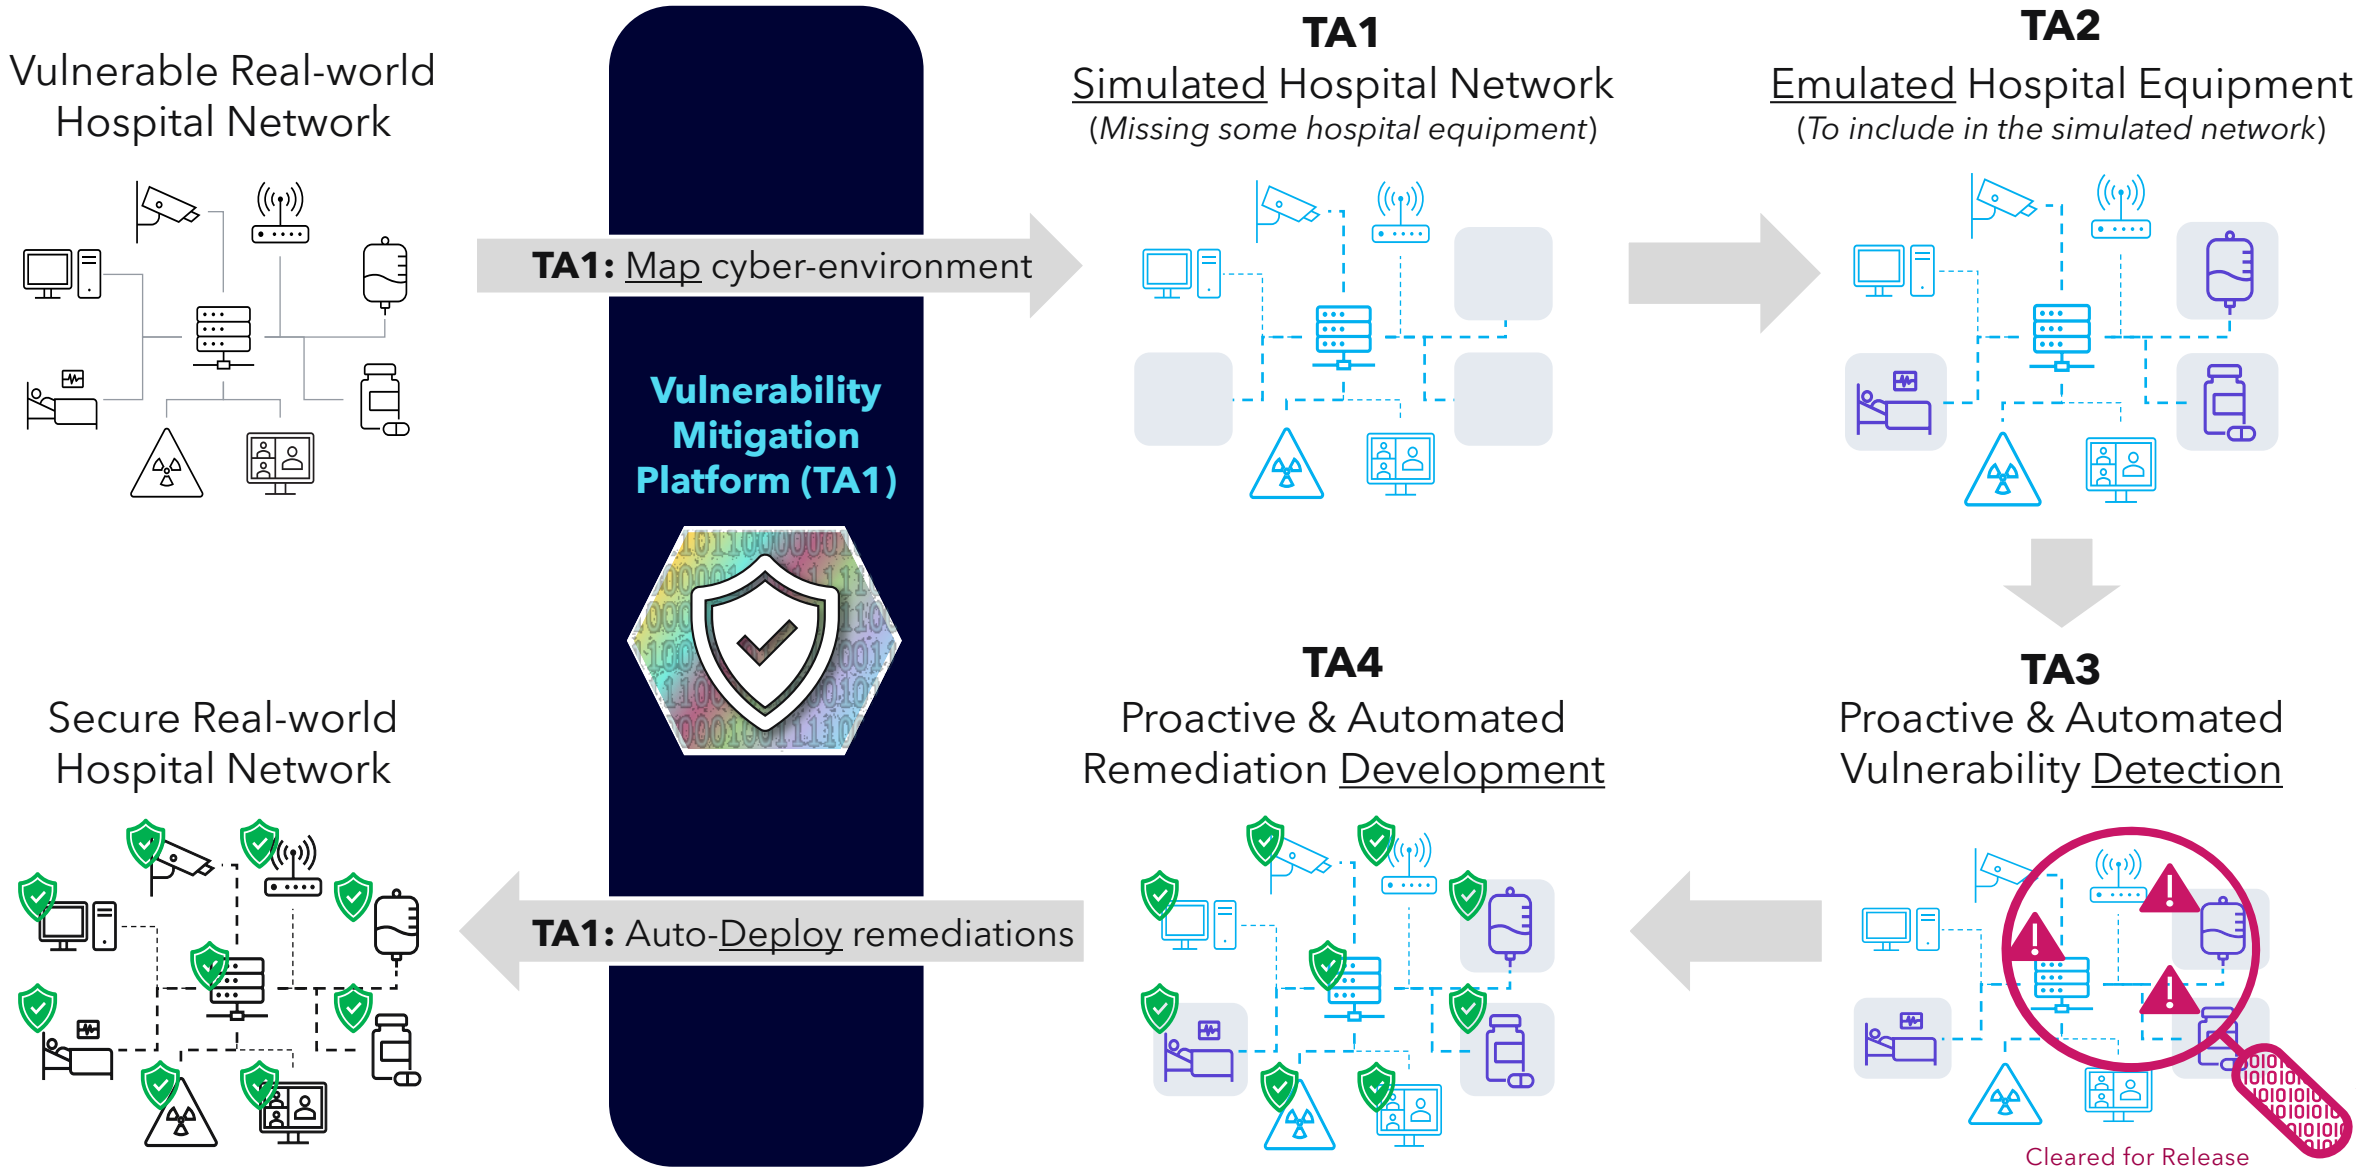 Vulnerable Real-world
Hospital Network
TA1: Map cyber-environment
Vulnerability
Mitigation
Platform (TA1)
TA1
Simulated Hospital Network
(Missing some hospital equipment)
TA2
Emulated Hospital Equipment
(To include in the simulated network)
TA3
Proactive & Automated
Vulnerability Detection
TA4
Proactive & Automated
Remediation Development
TA1: Auto-Deploy remediations
Secure Real-world
Hospital Network
Cleared for Release